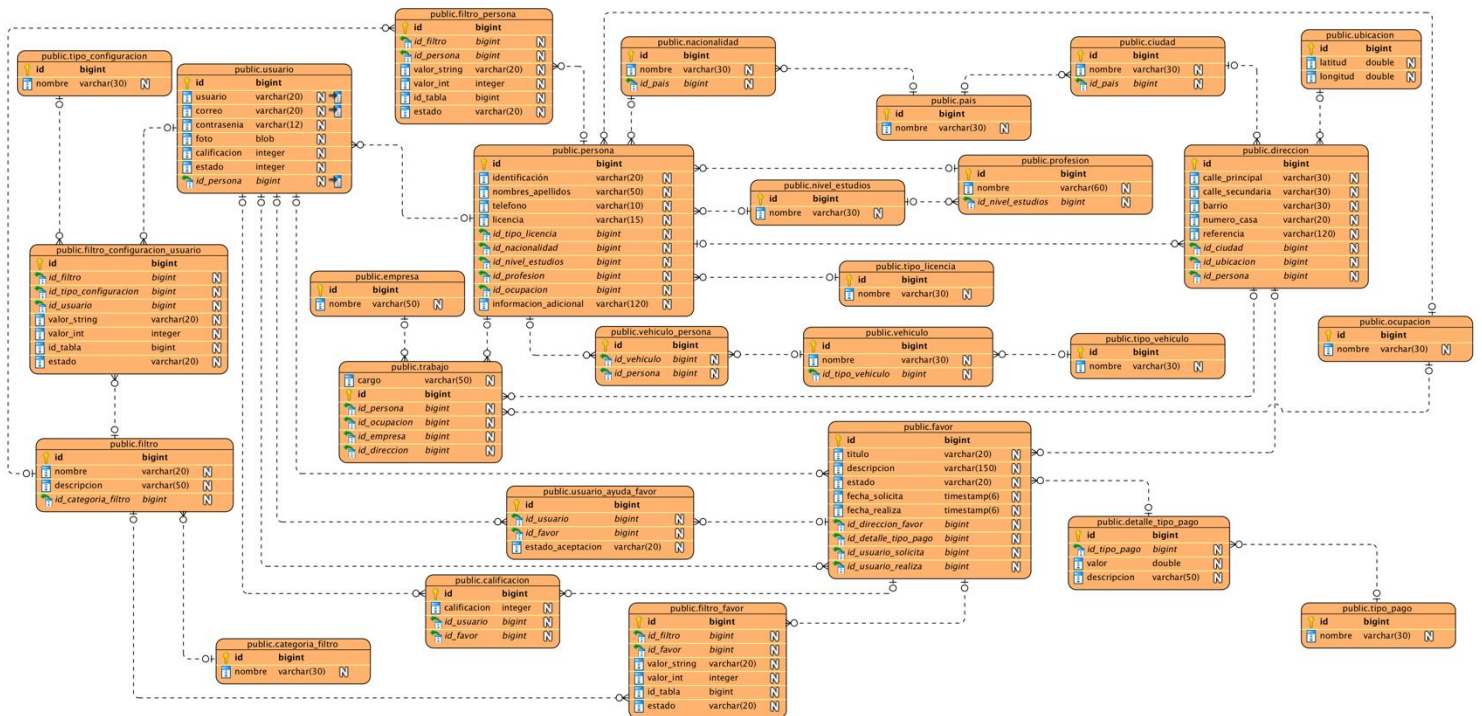 public.filtro_persona
id bigint
id_filtro bigint N
id_persona bigint N
valor_string varchar(20) N
valor_int integer N
id_tabla bigint N
estado varchar(20) N
public.tipo_configuracion
id bigint
nombre varchar(30) N
public.usuario
id bigint
usuario varchar(20) N
correo varchar(20) N
contrasenia varchar(12) N
foto blob N
calificacion integer N
estado integer N
id_persona bigint N
public.nacionalidad
id bigint
nombre varchar(30) N
id_pais bigint N
public.pais
id bigint
nombre varchar(30) N
public.ciudad
id bigint
nombre varchar(30) N
id_pais bigint N
public.ubicacion
id bigint
latitud double N
longitud double N
public.persona
id bigint
identificación varchar(20) N
nombres_apellidos varchar(50) N
telefono varchar(10) N
licencia varchar(15) N
id_tipo_licencia bigint N
id_nacionalidad bigint N
id_nivel_estudios bigint N
id_profesion bigint N
id_ocupacion bigint N
informacion_adicional varchar(120) N
public.nivel_estudios
id bigint
nombre varchar(30) N
public.profesion
id bigint
nombre varchar(60) N
id_nivel_estudios bigint N
public.direccion
id bigint
calle_principal varchar(30) N
calle_secundaria varchar(30) N
barrio varchar(30) N
numero_casa varchar(20) N
referencia varchar(120) N
id_ciudad bigint N
id_ubicacion bigint N
id_persona bigint N
public.filtro_configuracion_usuario
id bigint
id_filtro bigint N
id_tipo_configuracion bigint N
id_usuario bigint N
valor_string varchar(20) N
valor_int integer N
id_tabla bigint N
estado varchar(20) N
public.empresa
id bigint
nombre varchar(50) N
public.tipo_licencia
id bigint
nombre varchar(30) N
public.vehiculo_persona
id_vehiculo bigint N
id_persona bigint N
public.vehiculo
id bigint
nombre varchar(30) N
id_tipo_vehiculo bigint N
public.tipo_vehiculo
id bigint
nombre varchar(30) N
public.ocupacion
id bigint
nombre varchar(30) N
public.trabajo
cargo varchar(50) N
id bigint
id_persona bigint N
id_ocupacion bigint N
id_empresa bigint N
id_direccion bigint N
public.filtro
id bigint
nombre varchar(20) N
descripcion varchar(50) N
id_categoria_filtro bigint N
public.favor
id bigint
titulo varchar(20) N
descripcion varchar(150) N
estado varchar(20) N
fecha_solicita timestamp(6) N
fecha_realiza timestamp(6) N
id_direccion_favor bigint N
id_detalle_tipo_pago bigint N
id_usuario_solicita bigint N
id_usuario_realiza bigint N
public.usuario_ayuda_favor
id bigint
id_usuario bigint N
id_favor bigint N
estado_aceptacion varchar(20) N
public.detalle_tipo_pago
id bigint
id_tipo_pago bigint N
valor double N
descripcion varchar(50) N
public.calificacion
id bigint
calificacion integer N
id_usuario bigint N
id_favor bigint N
public.filtro_favor
id bigint
id_filtro bigint N
id_favor bigint N
valor_string varchar(20) N
valor_int integer N
id_tabla bigint N
estado varchar(20) N
public.tipo_pago
id bigint
nombre varchar(30) N
public.categoria_filtro
id bigint
nombre varchar(30) N